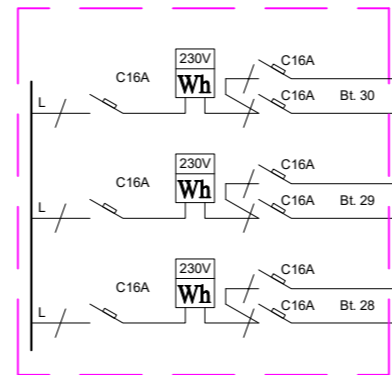 230V
C16A
C16A
Wh
L
C16A
Bt. 30
230V
C16A
C16A
Wh
L
C16A
Bt. 29
230V
C16A
C16A
Wh
L
C16A
Bt. 28